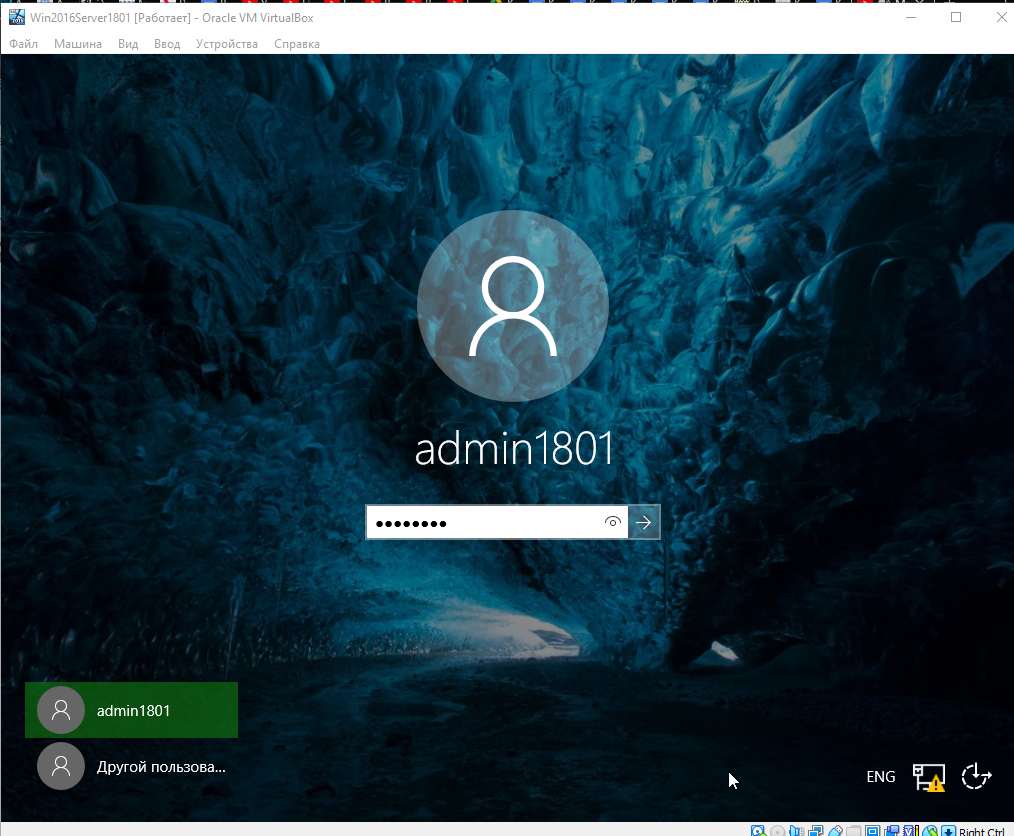 Win2016Server1801 [Работает] - Oracle VM VirtualBox
Файл Машина Вид Ввод Устройства Справка
admin1801
●●●●●●●●
admin1801
Другой пользова...
ENG
Right Ctrl